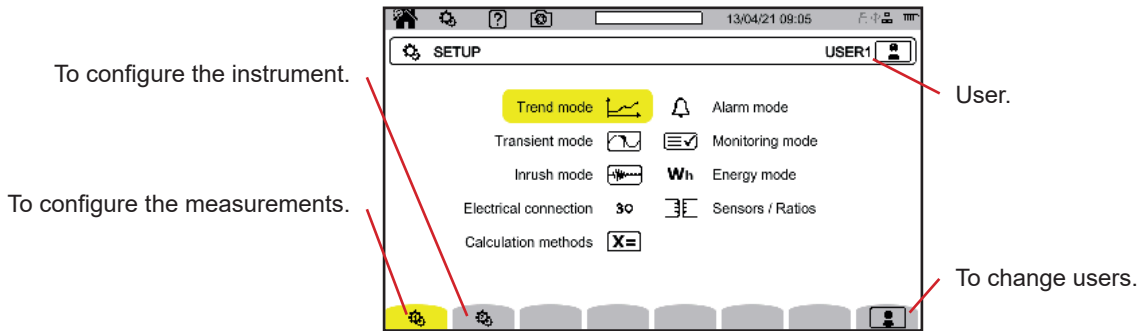 13/04/21 09:05
SETUP
USER1
To configure the instrument.
User.
Trend mode
Alarm mode
Transient mode
Monitoring mode
Inrush mode
Wh
Energy mode
To configure the measurements.
Electrical connection
3Ø
Sensors / Ratios
Calculation methods
X=
To change users.